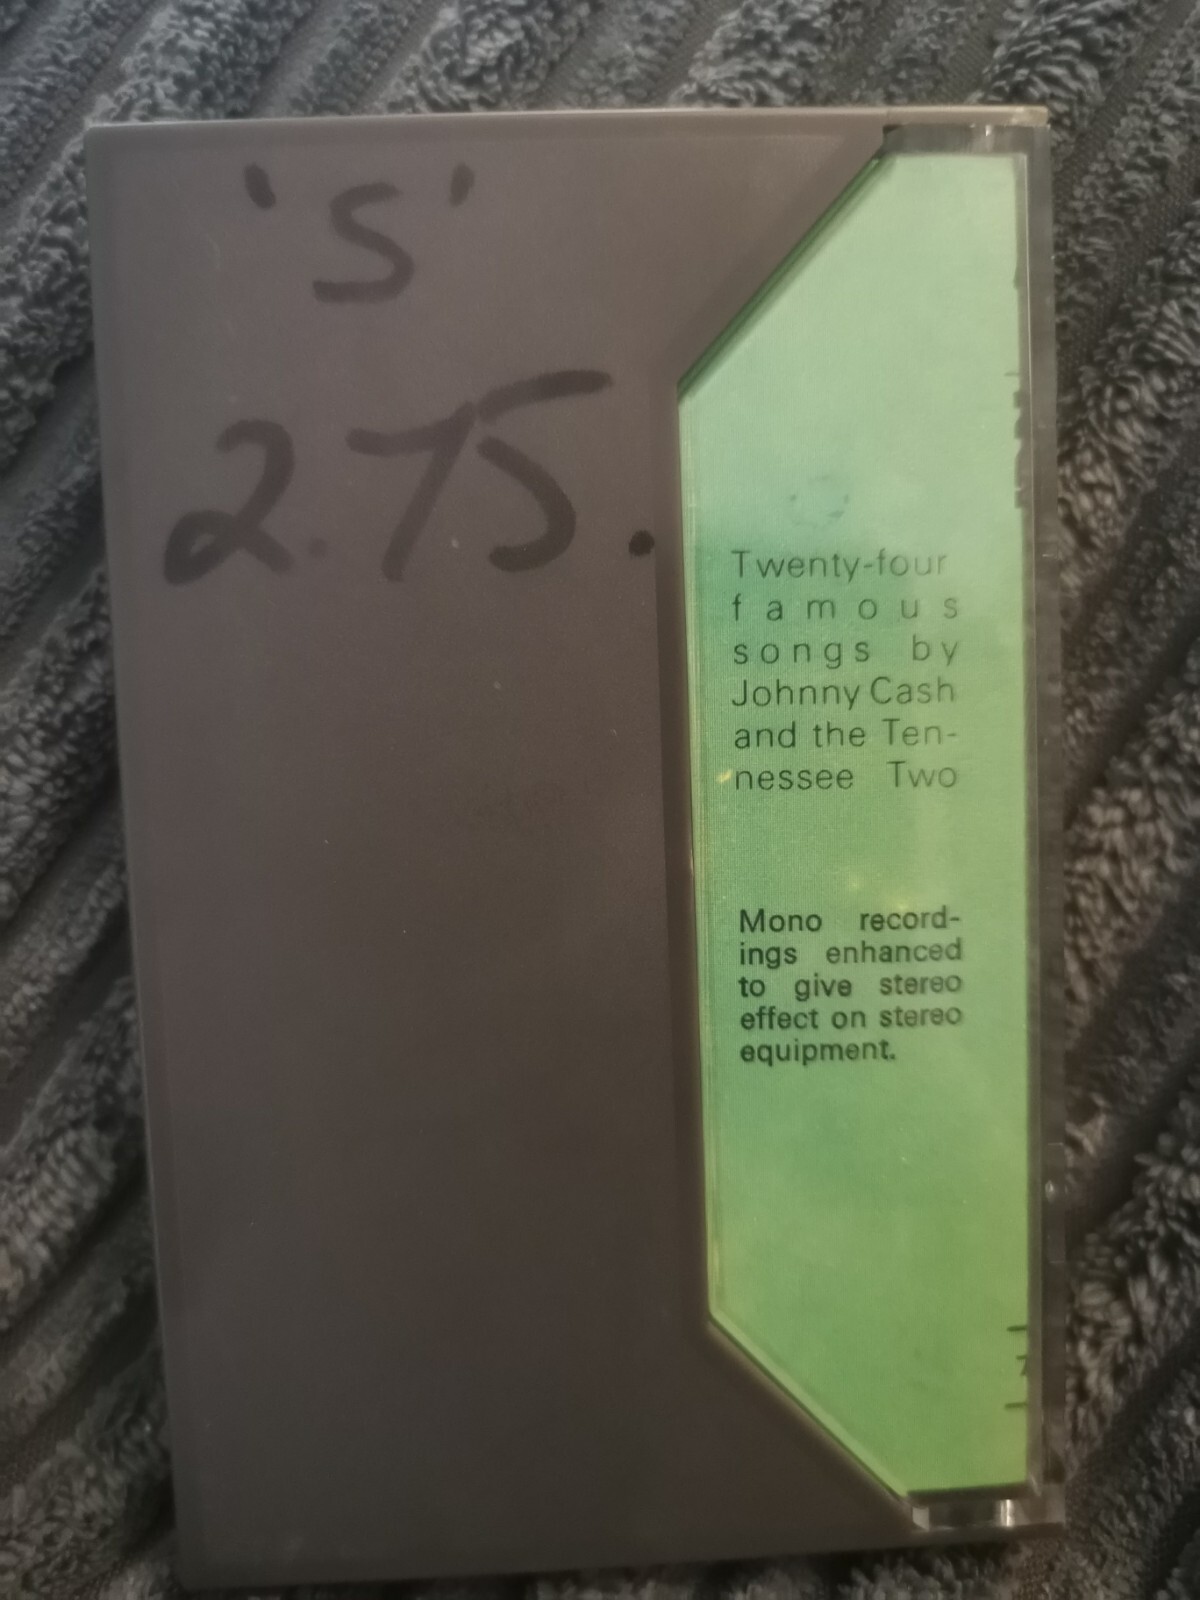 'S'
2.75.
Twenty-four
famous
songs by
Johnny Cash
and the Ten-
nessee Two
Mono record-
ings enhanced
to give stereo
effect on stereo
equipment.